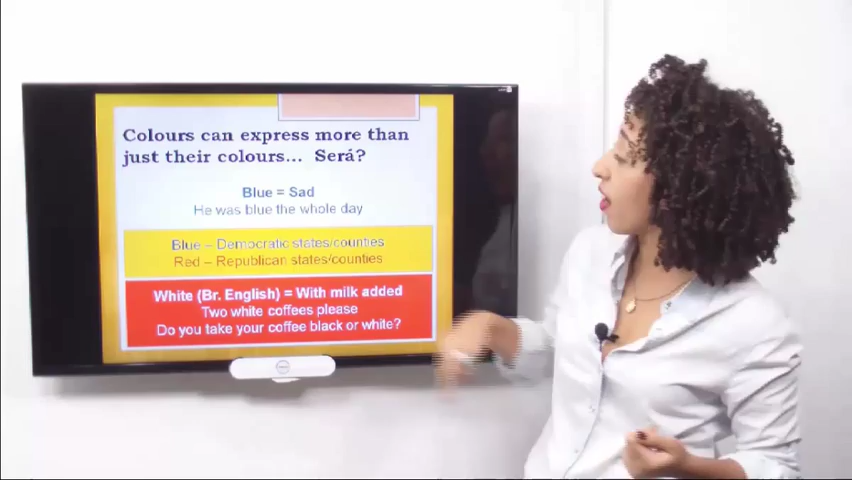 Colours can express more than
just their colours... Será?
Blue = Sad
He was blue the whole day
Blue – Democratic states/counties
Red – Republican states/counties
White (Br. English) = With milk added
Two white coffees please
Do you take your coffee black or white?